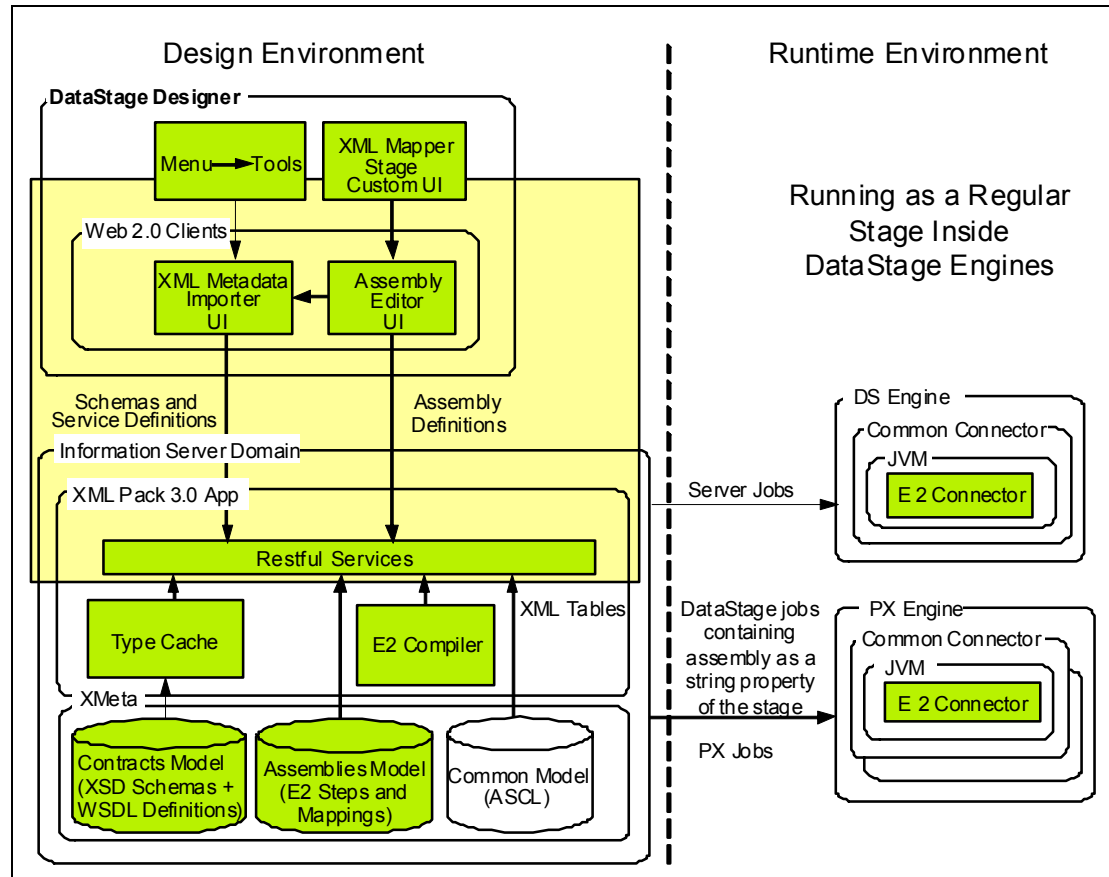 Design Environment
Runtime Environment
DataStage Designer
Menu
Tools
XML Mapper
Stage
Custom UI
Web 2.0 Clients
XML Metadata
Importer
UI
Assembly
Editor
UI
Running as a Regular
Stage Inside
DataStage Engines
Schemas and
Service Definitions
Assembly
Definitions
Information Server Domain
XML Pack 3.0 App
Restful Services
Type Cache
E2 Compiler
XML Tables
XMeta
Contracts Model
(XSD Schemas +
WSDL Definitions)
Assemblies Model
(E2 Steps and
Mappings)
Common Model
(ASCL)
Server Jobs
DS Engine
Common Connector
JVM
E 2 Connector
DataStage jobs
containing
assembly as a
string property
of the stage
PX Jobs
PX Engine
Common Connector
JVM
E 2 Connector